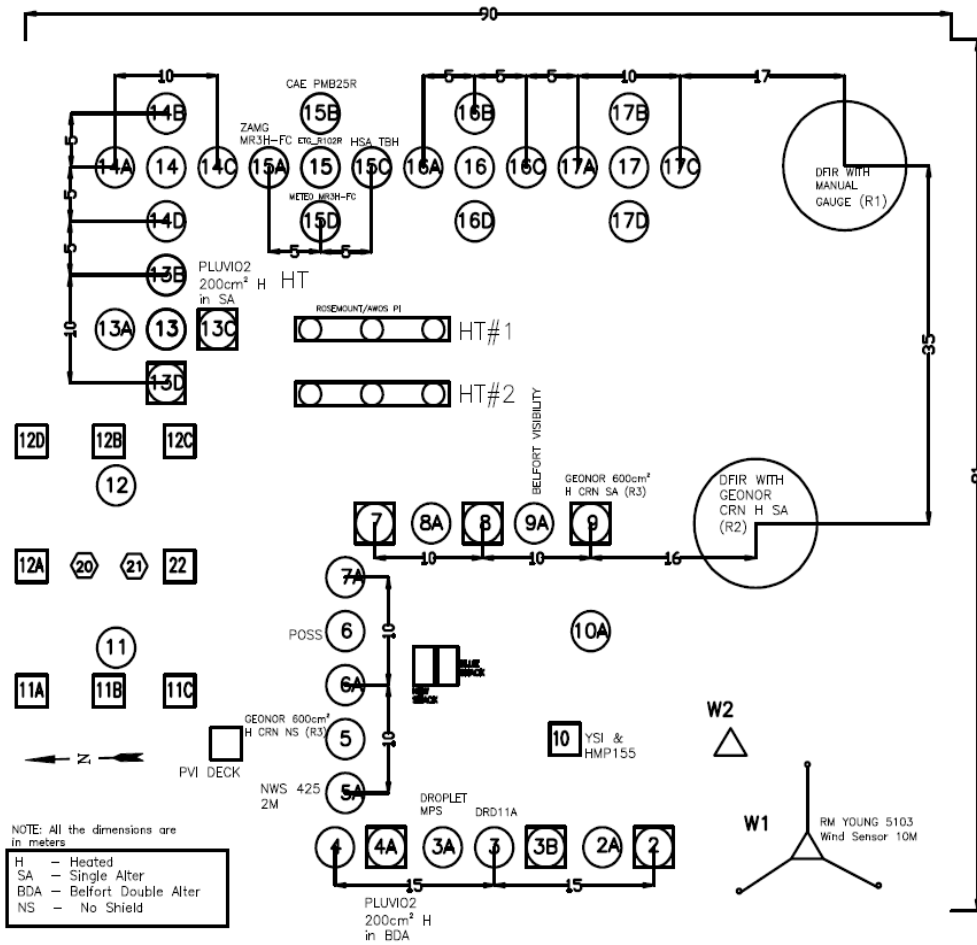 90
10
5
5
5
10
17
14B
CAE PMB25R
15B
16B
17B
5
ZAMG
MR3H-FC
ETG_R102R
HSA_TBH
14A
14
14C
15A
15
15C
16A
16
16C
17A
17
17C
DFIR WITH
MANUAL
GAUGE (R1)
5
METEO MR3H-FC
14D
15D
16D
17D
5
5
5
13B
PLUVIO2
200cm² H
in SA
HT
10
13A
13
13C
ROSEMOUNT/AWOS PI
HT#1
35
13D
HT#2
12D
12B
12C
12
BELFORT VISIBILITY
GEONOR 600cm²
H CRN SA (R3)
DFIR WITH
GEONOR
CRN H SA
(R2)
7
8A
8
9A
9
10
10
16
12A
20
21
22
7A
10
POSS
6
10A
11
6A
11A
11B
11C
GEONOR 600cm²
H CRN NS (R3)
5
10
10
YSI &
HMP155
W2
N
PVI DECK
NWS 425
2M
5A
DROPLET
MPS
DRD11A
W1
RM YOUNG 5103
Wind Sensor 10M
4
4A
3A
3
3B
2A
2
15
15
PLUVIO2
200cm² H
in BDA
NOTE: All the dimensions are
in meters
H – Heated
SA – Single Alter
BDA – Belfort Double Alter
NS – No Shield